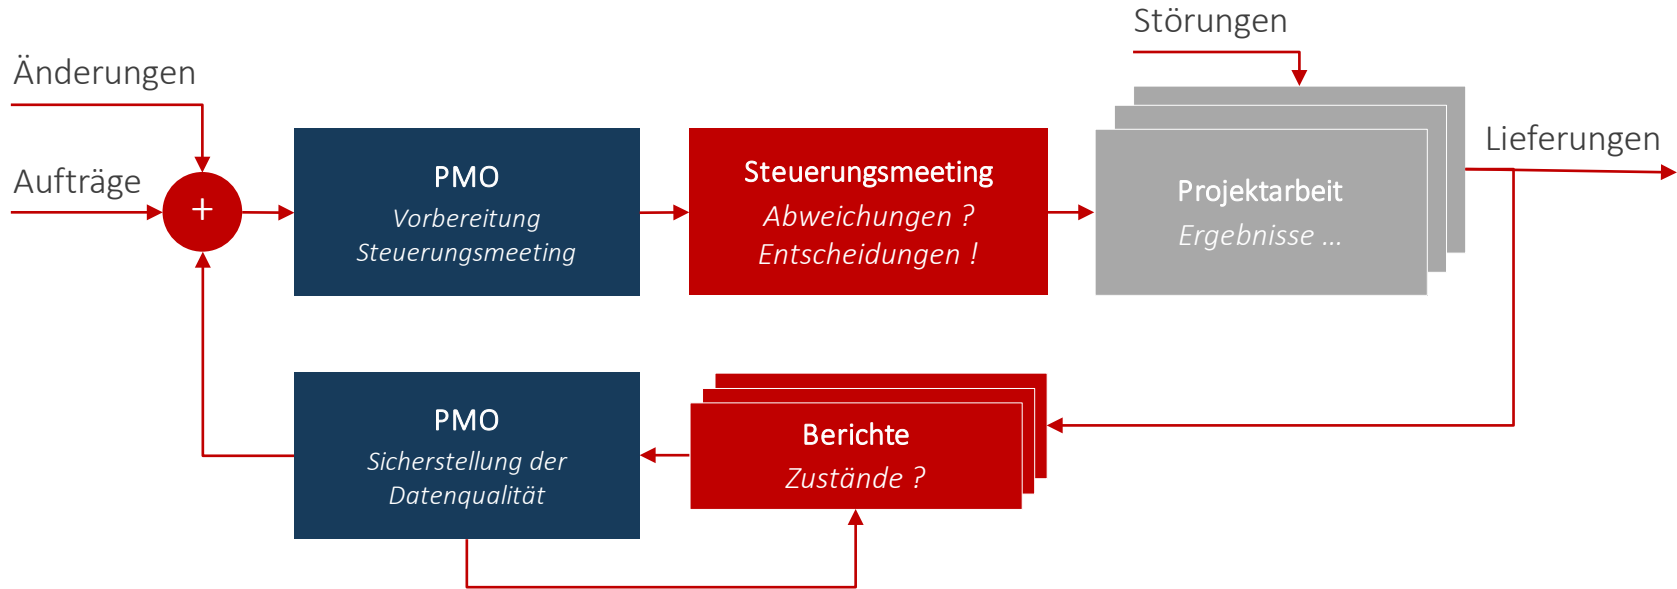 Störungen
Änderungen
Aufträge
+
PMO
Vorbereitung
Steuerungsmeeting
Steuerungsmeeting
Abweichungen ?
Entscheidungen !
Projektarbeit
Ergebnisse ...
Lieferungen
PMO
Sicherstellung der
Datenqualität
Berichte
Zustände ?